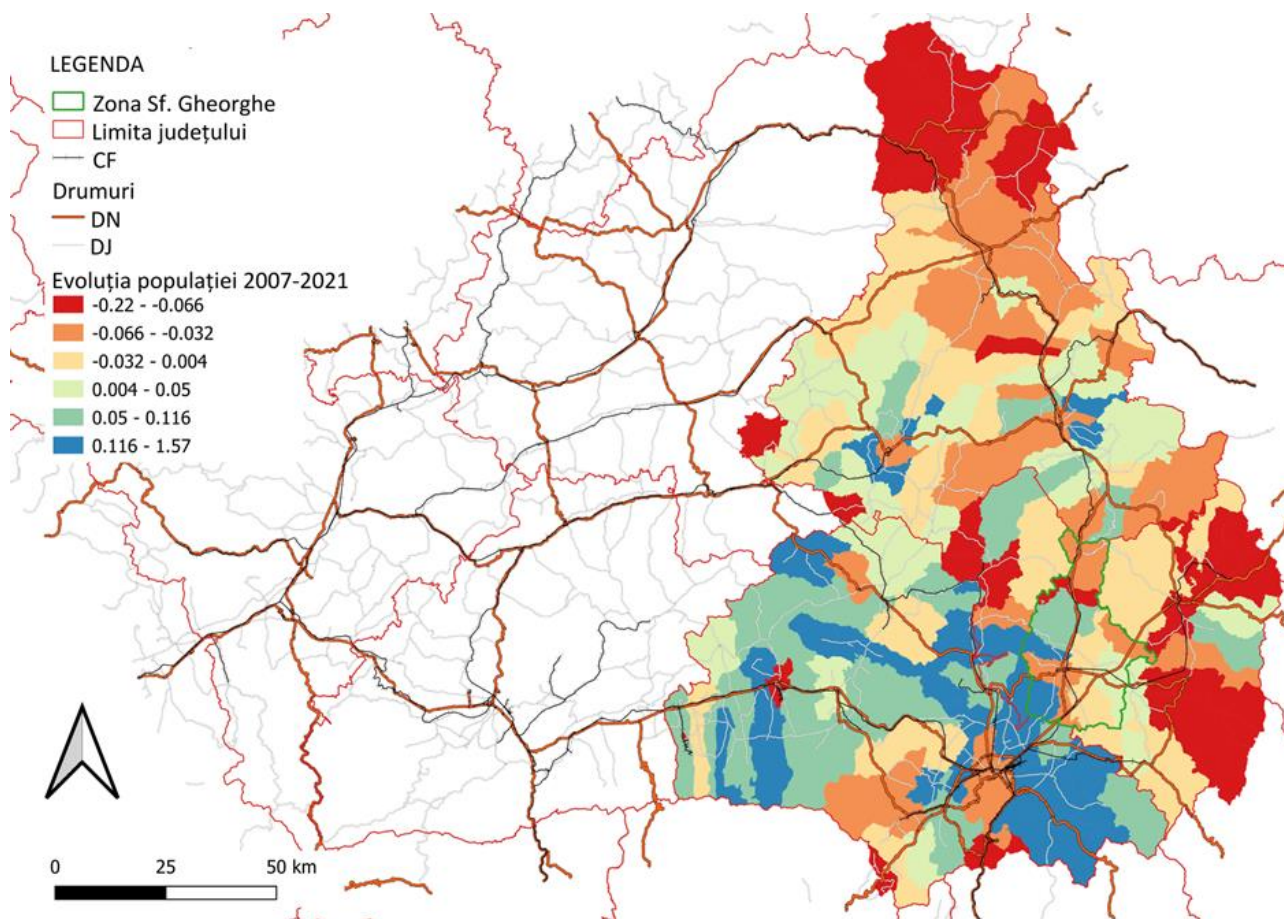 LEGENDA
Zona Sf. Gheorghe
Limita județului
CF
Drumuri
DN
DJ
Evoluția populației 2007-2021
-0.22 - -0.066
-0.066 - -0.032
-0.032 - 0.004
0.004 - 0.05
0.05 - 0.116
0.116 - 1.57
0 25 50 km